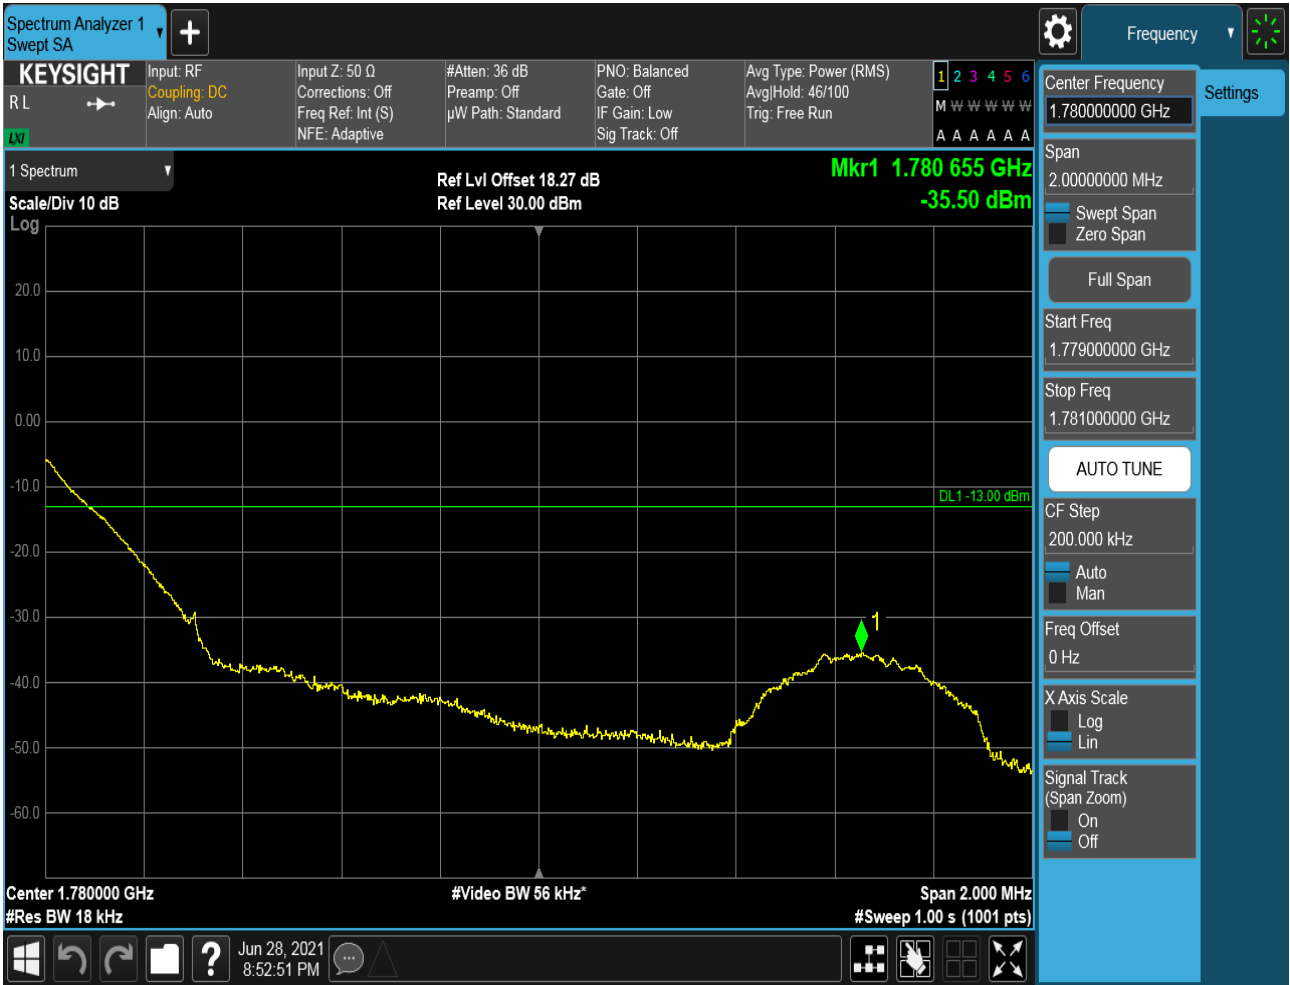 Spectrum Analyzer 1
Swept SA
Frequency
KEYSIGHT
R L
LXI
Input: RF
Coupling: DC
Align: Auto
Input Z: 50 Ω
Corrections: Off
Freq Ref: Int (S)
NFE: Adaptive
#Atten: 36 dB
Preamp: Off
µW Path: Standard
PNO: Balanced
Gate: Off
IF Gain: Low
Sig Track: Off
Avg Type: Power (RMS)
Avg|Hold: 46/100
Trig: Free Run
1 2 3 4 5 6
M W W W W W
A A A A A A
1 Spectrum
Scale/Div 10 dB
Log
Ref Lvl Offset 18.27 dB
Ref Level 30.00 dBm
Mkr1 1.780 655 GHz
-35.50 dBm
20.0
10.0
0.00
-10.0
-20.0
-30.0
-40.0
-50.0
-60.0
DL1 -13.00 dBm
1
Center 1.780000 GHz
#Res BW 18 kHz
#Video BW 56 kHz*
Span 2.000 MHz
#Sweep 1.00 s (1001 pts)
Center Frequency
1.780000000 GHz
Settings
Span
2.00000000 MHz
Swept Span
Zero Span
Full Span
Start Freq
1.779000000 GHz
Stop Freq
1.781000000 GHz
AUTO TUNE
CF Step
200.000 kHz
Auto
Man
Freq Offset
0 Hz
X Axis Scale
Log
Lin
Signal Track
(Span Zoom)
On
Off
?
Jun 28, 2021
8:52:51 PM